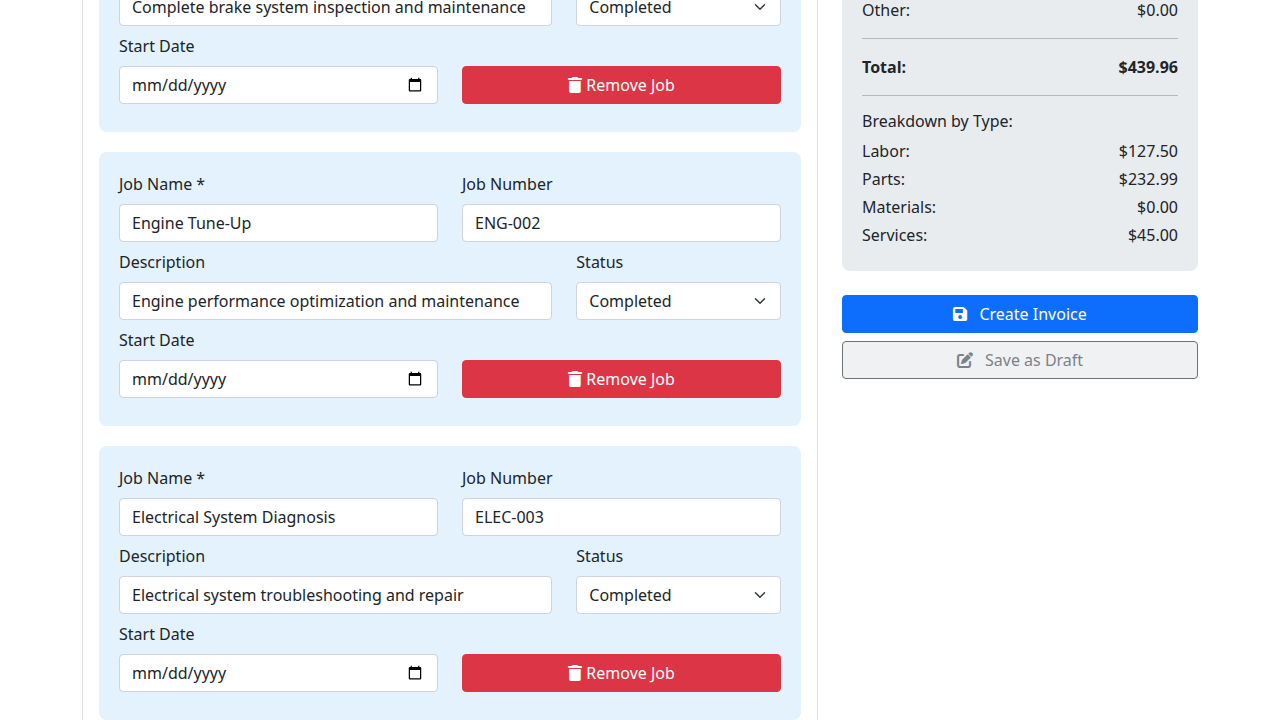 Complete brake system inspection and maintenance
Completed
Start Date
mm/dd/yyyy
Remove Job
Job Name *
Job Number
Engine Tune-Up
ENG-002
Description
Status
Engine performance optimization and maintenance
Completed
Start Date
mm/dd/yyyy
Remove Job
Job Name *
Job Number
Electrical System Diagnosis
ELEC-003
Description
Status
Electrical system troubleshooting and repair
Completed
Start Date
mm/dd/yyyy
Remove Job
Other: $0.00
Total: $439.96
Breakdown by Type:
Labor: $127.50
Parts: $232.99
Materials: $0.00
Services: $45.00
Create Invoice
Save as Draft